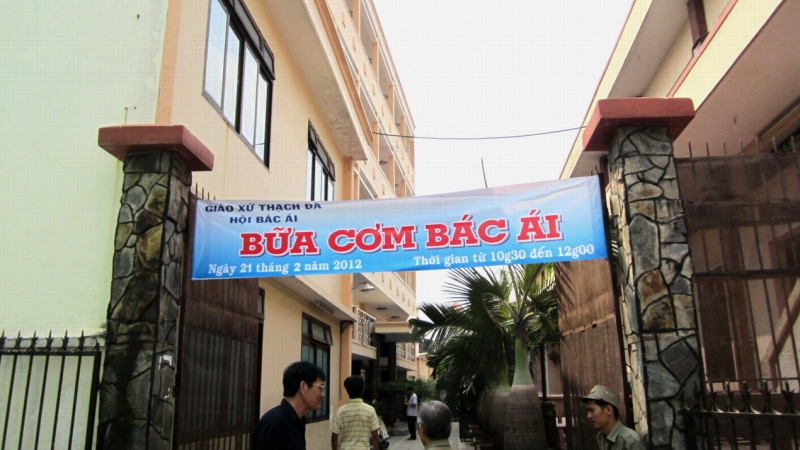 GIÁO XỨ THẠCH ĐÀ
HỘI BÁC ÁI
BỮA CƠM BÁC ÁI
Ngày 21 tháng 2 năm 2012 Thời gian từ 10g30 đến 12g00